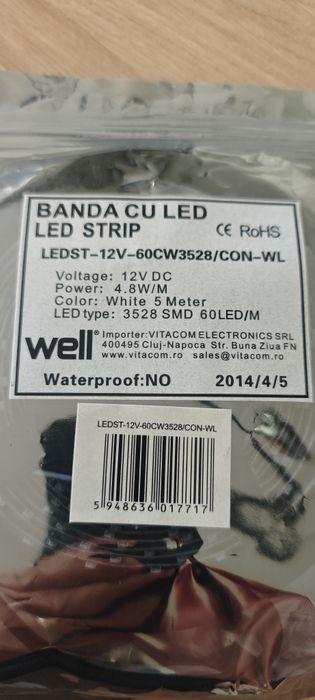 BANDA CU LED
LED STRIP CE RoHS
LEDST-12V-60CW3528/CON-WL
Voltage: 12V DC
Power: 4.8W/M
Color: White 5 Meter
LED type: 3528 SMD 60LED/M
well® Importer:VITACOM ELECTRONICS SRL
400495 Cluj-Napoca Str. Buna Ziua FN
www.vitacom.ro sales@vitacom.ro
Waterproof:NO 2014/4/5
LEDST-12V-60CW3528/CON-WL
5 948636 017717